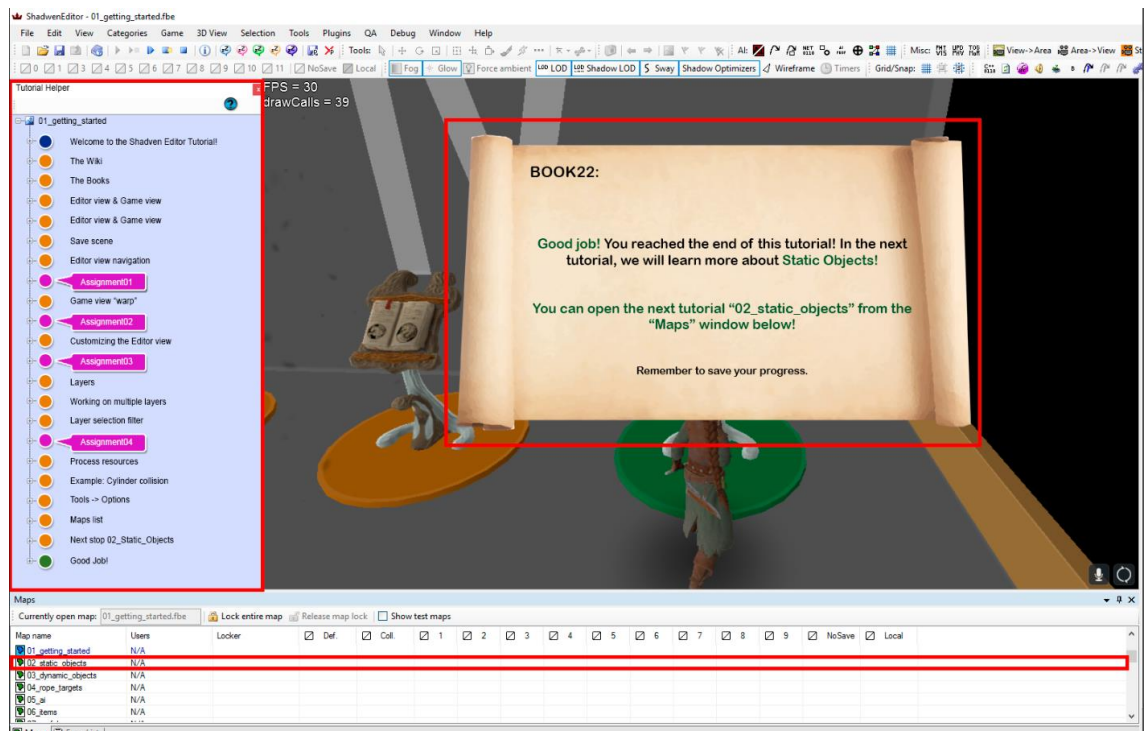 ShadwenEditor - 01_getting_started.fbe
File Edit View Categories Game 3D View Selection Tools Plugins QA Debug Window Help
Tools: AI: Misc: View->Area Area->View St
0 1 2 3 4 5 6 7 8 9 10 11 NoSave Local Fog Glow Force ambient LOD LOD LOD Shadow LOD S Sway Shadow Optimizers Wireframe Timers Grid/Snap:
Tutorial Helper
FPS = 30
drawCalls = 39
01_getting_started
Welcome to the Shadven Editor Tutorial!
The Wiki
The Books
Editor view & Game view
Editor view & Game view
Save scene
Editor view navigation
Assignment01
Game view "warp"
Assignment02
Customizing the Editor view
Assignment03
Layers
Working on multiple layers
Layer selection filter
Assignment04
Process resources
Example: Cylinder collision
Tools -> Options
Maps list
Next stop 02_Static_Objects
Good Job!
BOOK22:
Good job! You reached the end of this tutorial! In the next
tutorial, we will learn more about Static Objects!
You can open the next tutorial “02_static_objects” from the
“Maps” window below!
Remember to save your progress.
Maps
Currently open map: 01_getting_started.fbe Lock entire map Release map lock Show test maps
Map name Users Locker Def. Coll. 1 2 3 4 5 6 7 8 9 NoSave Local
01_getting_started N/A
02_static_objects N/A
03_dynamic_objects N/A
04_rope_targets N/A
05_ai N/A
06_items N/A